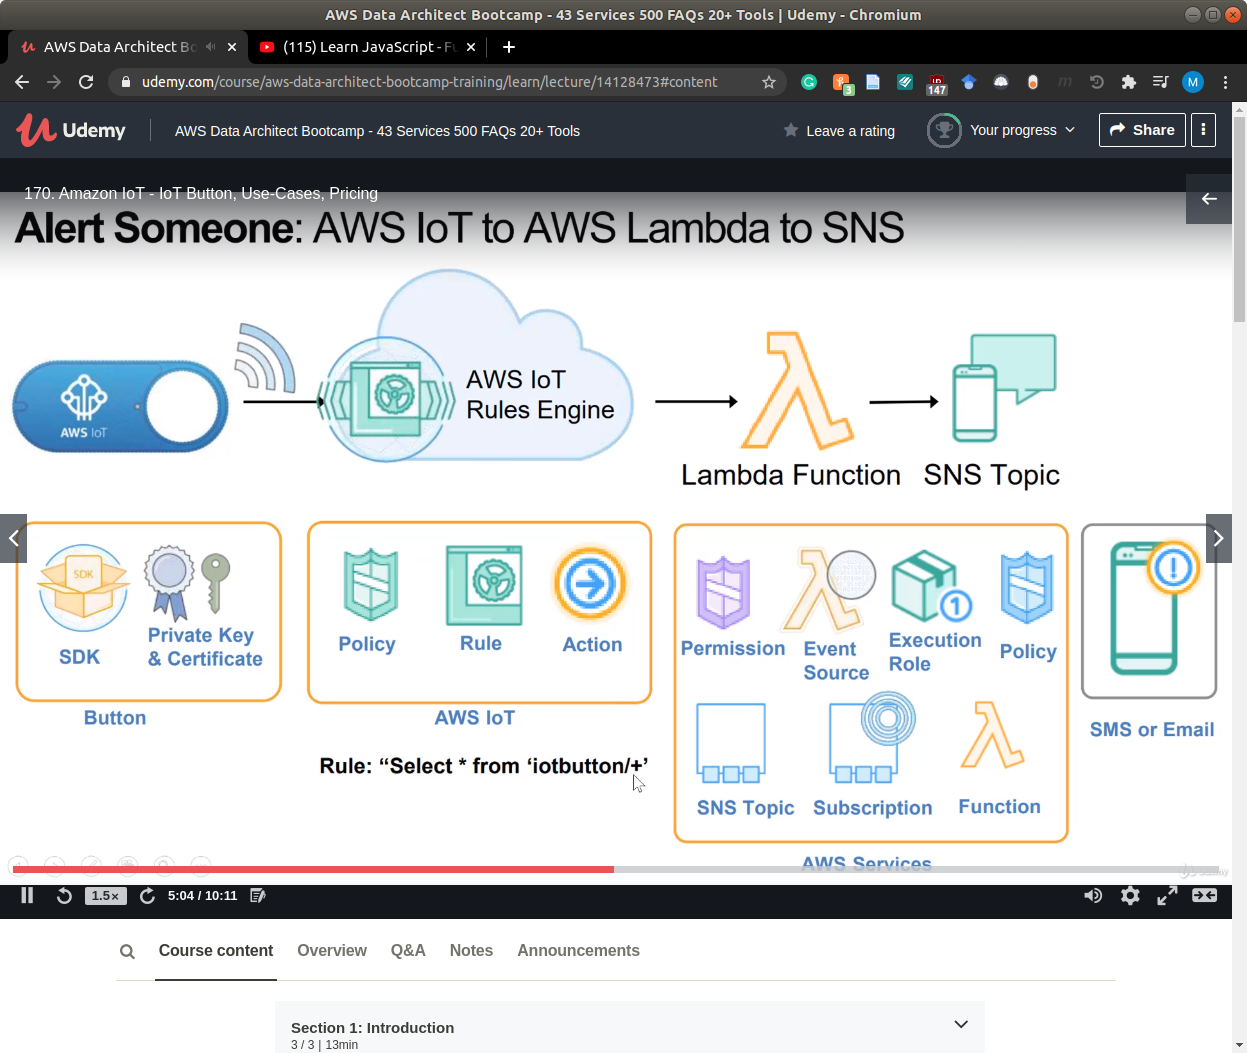 AWS Data Architect Bootcamp - 43 Services 500 FAQs 20+ Tools | Udemy - Chromium
AWS Data Architect Bo
(115) Learn JavaScript - Fu
udemy.com/course/aws-data-architect-bootcamp-training/learn/lecture/14128473#content
3
147
M
Udemy
AWS Data Architect Bootcamp - 43 Services 500 FAQs 20+ Tools
Leave a rating
Your progress
Share
170. Amazon IoT - IoT Button, Use-Cases, Pricing
Alert Someone: AWS IoT to AWS Lambda to SNS
AWS IoT
Rules Engine
AWS IoT
Lambda Function
SNS Topic
SDK
SDK
Private Key
& Certificate
Button
Policy
Rule
Action
AWS IoT
Rule: “Select * from ‘iotbutton/+’
Permission
Event
Source
1
Execution
Role
Policy
SNS Topic
Subscription
Function
AWS Services
SMS or Email
1.5×
5:04 / 10:11
Course content
Overview
Q&A
Notes
Announcements
Section 1: Introduction
3 / 3 | 13min